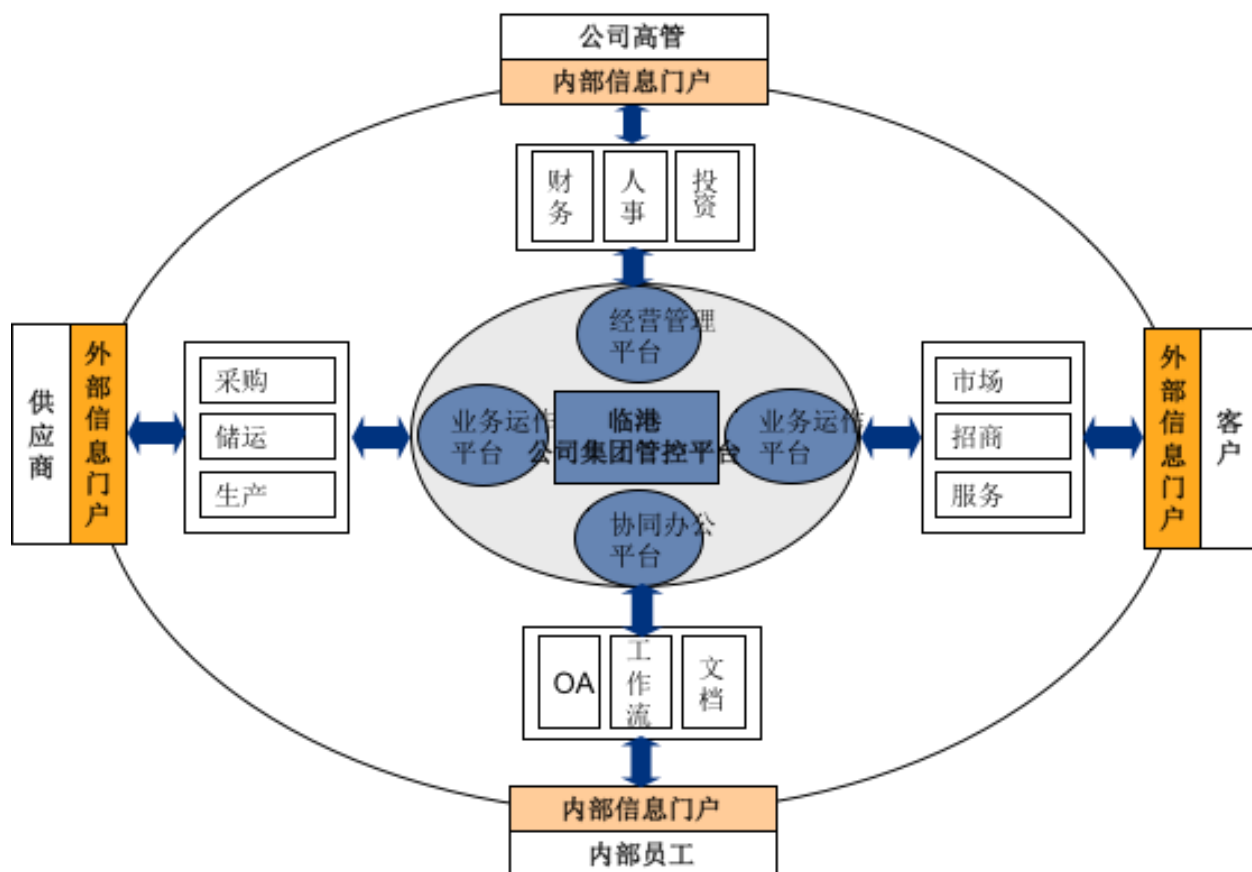 公司高管
内部信息门户
财务
人事
投资
经营管理
平台
供应商
外部信息门户
采购
储运
生产
业务运作
平台
临港
公司集团管控平台
业务运作
平台
市场
招商
服务
外部信息门户
客户
协同办公
平台
OA
工作流
文档
内部信息门户
内部员工